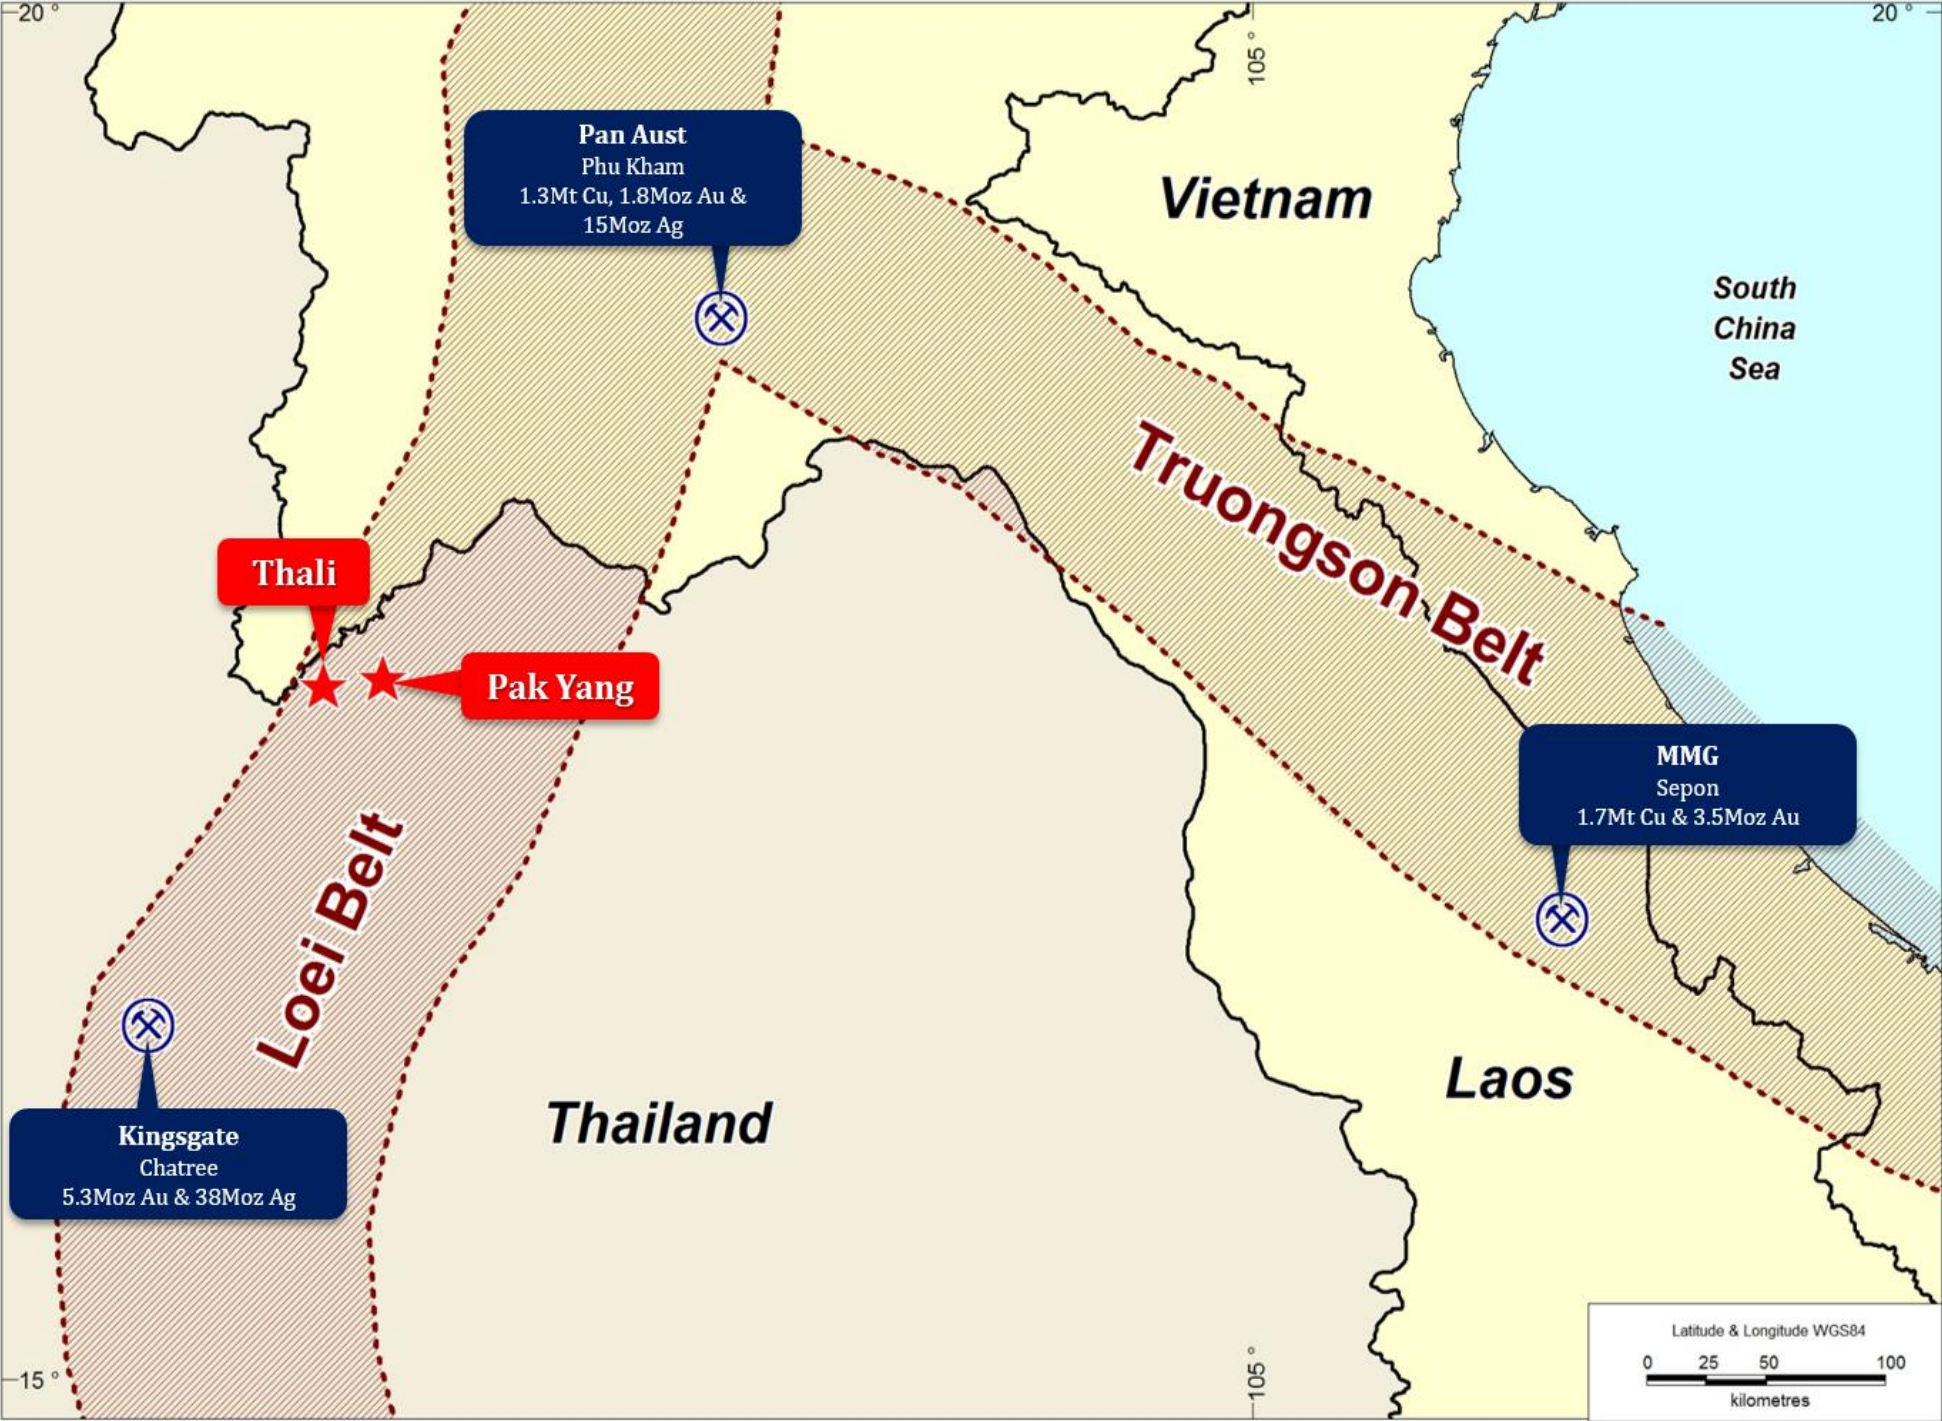 20 °
105 °
20 °
Pan Aust
Phu Kham
1.3Mt Cu, 1.8Moz Au &
15Moz Ag
Vietnam
South
China
Sea
Truongson Belt
Thali
Pak Yang
MMG
Sepon
1.7Mt Cu & 3.5Moz Au
Loei Belt
Laos
Thailand
Kingsgate
Chatree
5.3Moz Au & 38Moz Ag
15 °
105 °
Latitude & Longitude WGS84
0 25 50 100
kilometres